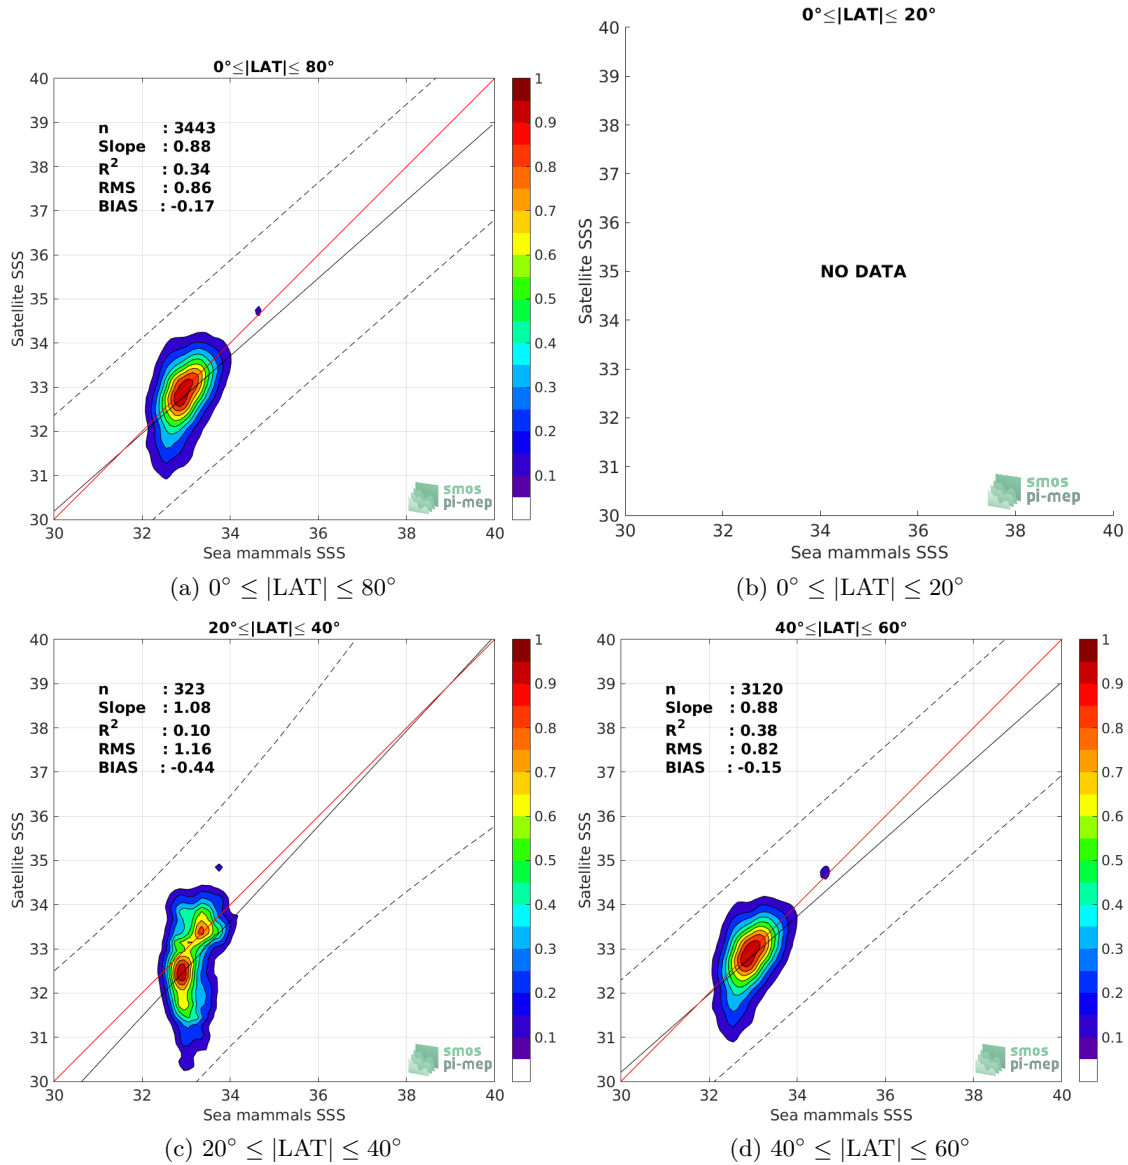 0°≤|LAT|≤ 80°
n : 3443
Slope : 0.88
R² : 0.34
RMS : 0.86
BIAS : -0.17
40
39
38
37
36
35
34
33
32
31
30
30 32 34 36 38 40
Satellite SSS
Sea mammals SSS
1
0.9
0.8
0.7
0.6
0.5
0.4
0.3
0.2
0.1
smos
pi-mep
(a) 0° ≤ |LAT| ≤ 80°
0°≤|LAT|≤ 20°
NO DATA
40
39
38
37
36
35
34
33
32
31
30
30 32 34 36 38 40
Satellite SSS
Sea mammals SSS
smos
pi-mep
(b) 0° ≤ |LAT| ≤ 20°
20°≤|LAT|≤ 40°
n : 323
Slope : 1.08
R² : 0.10
RMS : 1.16
BIAS : -0.44
40
39
38
37
36
35
34
33
32
31
30
30 32 34 36 38 40
Satellite SSS
Sea mammals SSS
1
0.9
0.8
0.7
0.6
0.5
0.4
0.3
0.2
0.1
smos
pi-mep
(c) 20° ≤ |LAT| ≤ 40°
40°≤|LAT|≤ 60°
n : 3120
Slope : 0.88
R² : 0.38
RMS : 0.82
BIAS : -0.15
40
39
38
37
36
35
34
33
32
31
30
30 32 34 36 38 40
Satellite SSS
Sea mammals SSS
1
0.9
0.8
0.7
0.6
0.5
0.4
0.3
0.2
0.1
smos
pi-mep
(d) 40° ≤ |LAT| ≤ 60°